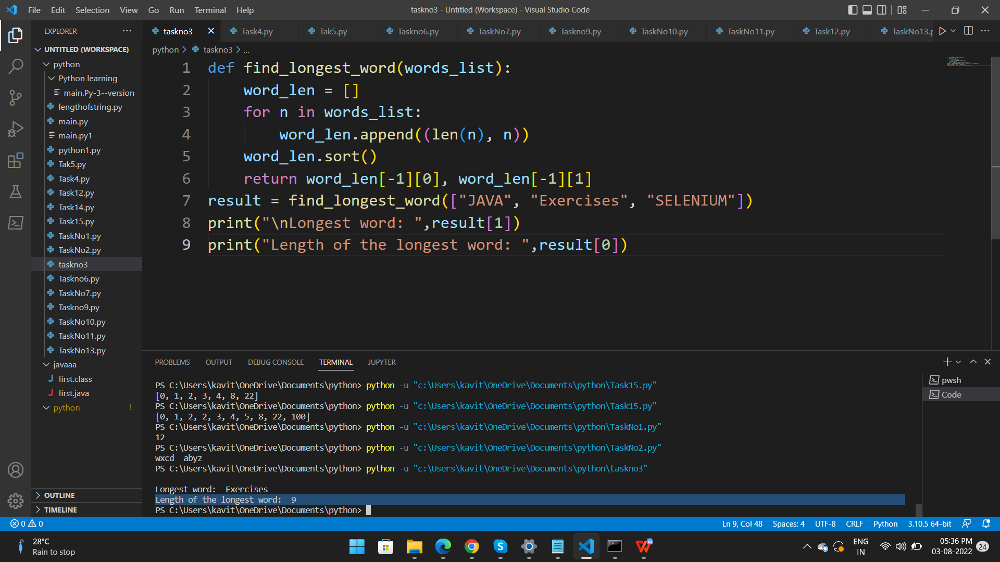 File Edit Selection View Go Run Terminal Help
taskno3 - Untitled (Workspace) - Visual Studio Code
EXPLORER
UNTITLED (WORKSPACE)
python
Python learning
main.Py-3--version
lengthofstring.py
main.py
main.py1
python1.py
Tak5.py
Task4.py
Task12.py
Task14.py
Task15.py
TaskNo1.py
TaskNo2.py
taskno3
Taskno6.py
TaskNo7.py
Taskno9.py
TaskNo10.py
TaskNo11.py
TaskNo13.py
javaaa
first.class
first.java
python !
OUTLINE
TIMELINE
taskno3 Task4.py Tak5.py Taskno6.py TaskNo7.py Taskno9.py TaskNo10.py TaskNo11.py Task12.py TaskNo13.p
python > taskno3 > ...
1 def find_longest_word(words_list):
2 word_len = []
3 for n in words_list:
4 word_len.append((len(n), n))
5 word_len.sort()
6 return word_len[-1][0], word_len[-1][1]
7 result = find_longest_word(["JAVA", "Exercises", "SELENIUM"])
8 print("\nLongest word: ",result[1])
9 print("Length of the longest word: ",result[0])
PROBLEMS OUTPUT DEBUG CONSOLE TERMINAL JUPYTER
PS C:\Users\kavit\OneDrive\Documents\python> python -u "c:\Users\kavit\OneDrive\Documents\python\Task15.py"
[0, 1, 2, 3, 4, 8, 22]
PS C:\Users\kavit\OneDrive\Documents\python> python -u "c:\Users\kavit\OneDrive\Documents\python\Task15.py"
[0, 1, 2, 2, 3, 4, 5, 8, 22, 100]
PS C:\Users\kavit\OneDrive\Documents\python> python -u "c:\Users\kavit\OneDrive\Documents\python\TaskNo1.py"
12
PS C:\Users\kavit\OneDrive\Documents\python> python -u "c:\Users\kavit\OneDrive\Documents\python\TaskNo2.py"
wxcd abyz
PS C:\Users\kavit\OneDrive\Documents\python> python -u "c:\Users\kavit\OneDrive\Documents\python\taskno3"
Longest word:  Exercises
Length of the longest word:  9
PS C:\Users\kavit\OneDrive\Documents\python>
pwsh
Code
0 0
Ln 9, Col 48 Spaces: 4 UTF-8 CRLF Python 3.10.5 64-bit
28°C
Rain to stop
ENG
IN
05:36 PM
03-08-2022
24